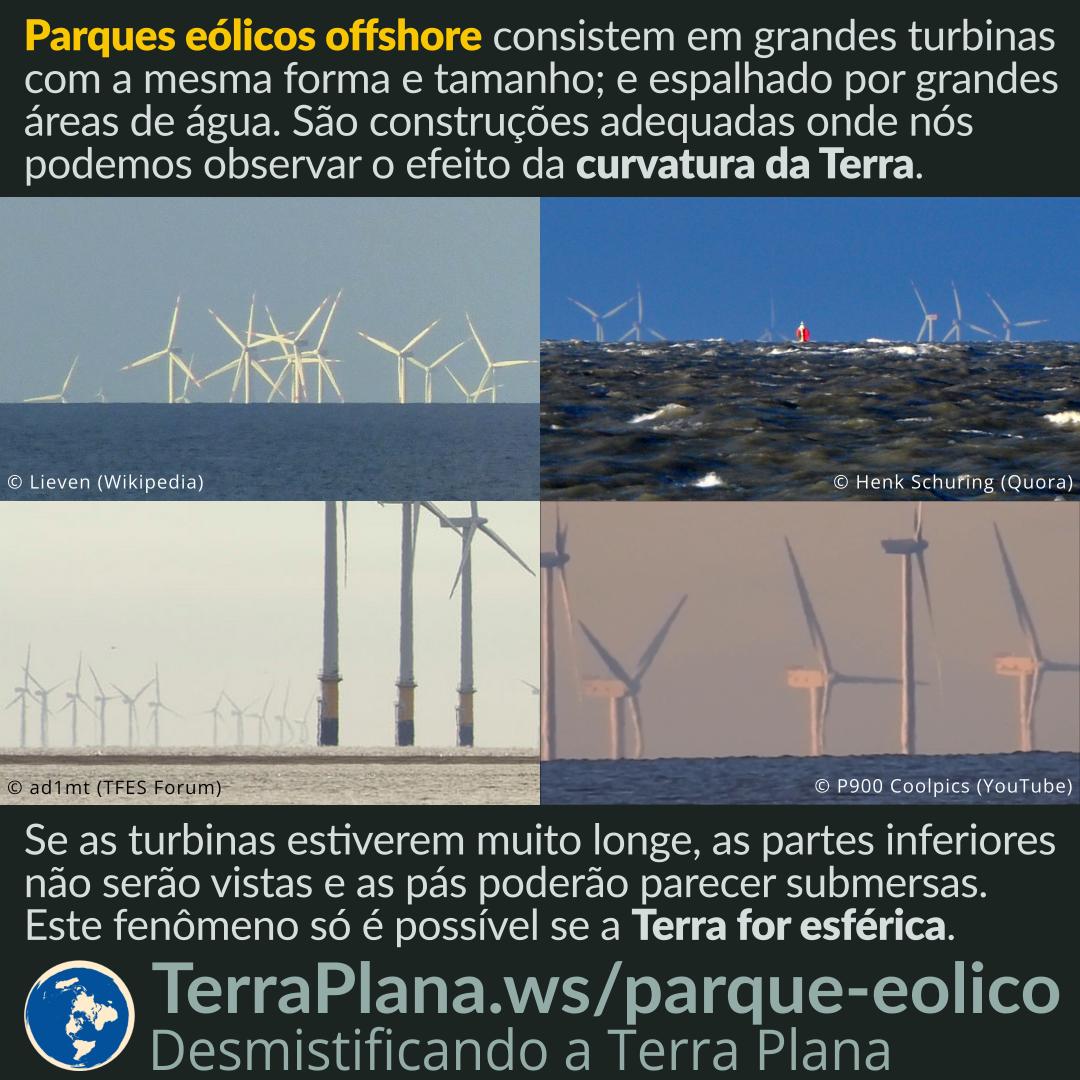 Parques eólicos offshore consistem em grandes turbinas
com a mesma forma e tamanho; e espalhado por grandes
áreas de água. São construções adequadas onde nós
podemos observar o efeito da curvatura da Terra.
© Lieven (Wikipedia)
© Henk Schuring (Quora)
© ad1mt (TFES Forum)
© P900 Coolpics (YouTube)
Se as turbinas estiverem muito longe, as partes inferiores
não serão vistas e as pás poderão parecer submersas.
Este fenômeno só é possível se a Terra for esférica.
TerraPlana.ws/parque-eolico
Desmistificando a Terra Plana